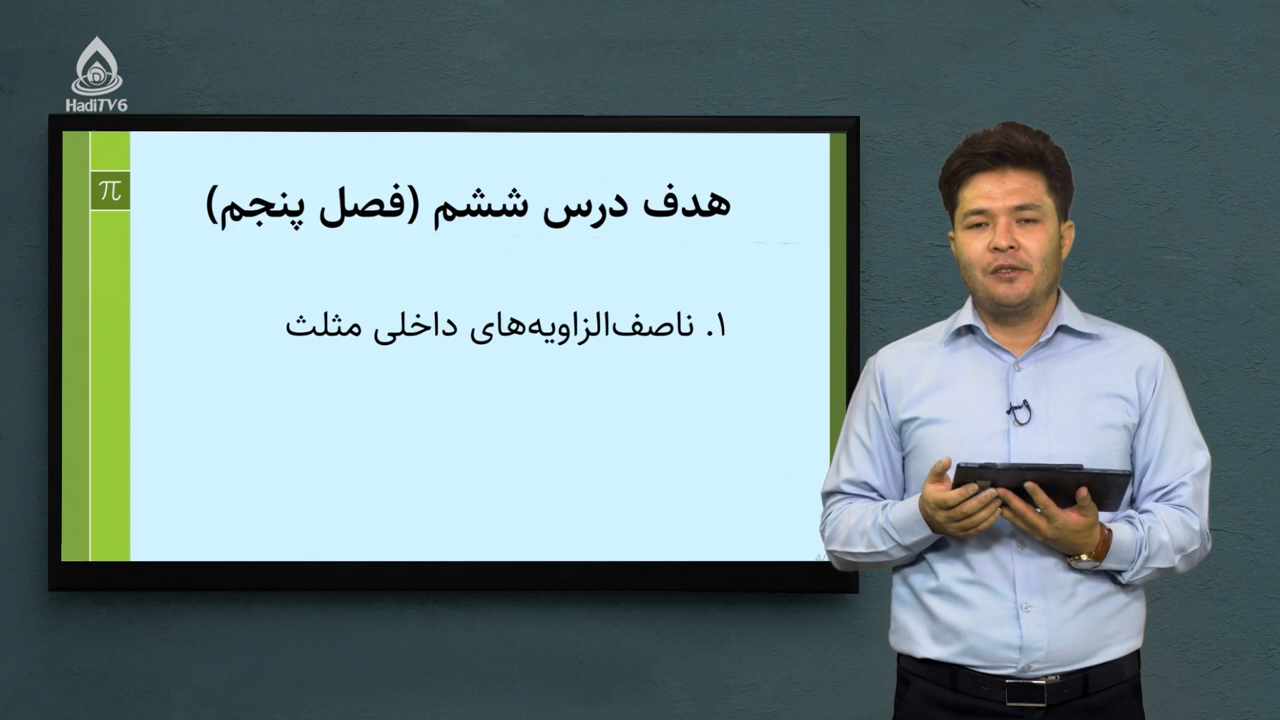 HadiTV6
π
هدف درس ششم (فصل پنجم)
۱. ناصف‌الزاویه‌های داخلی مثلث